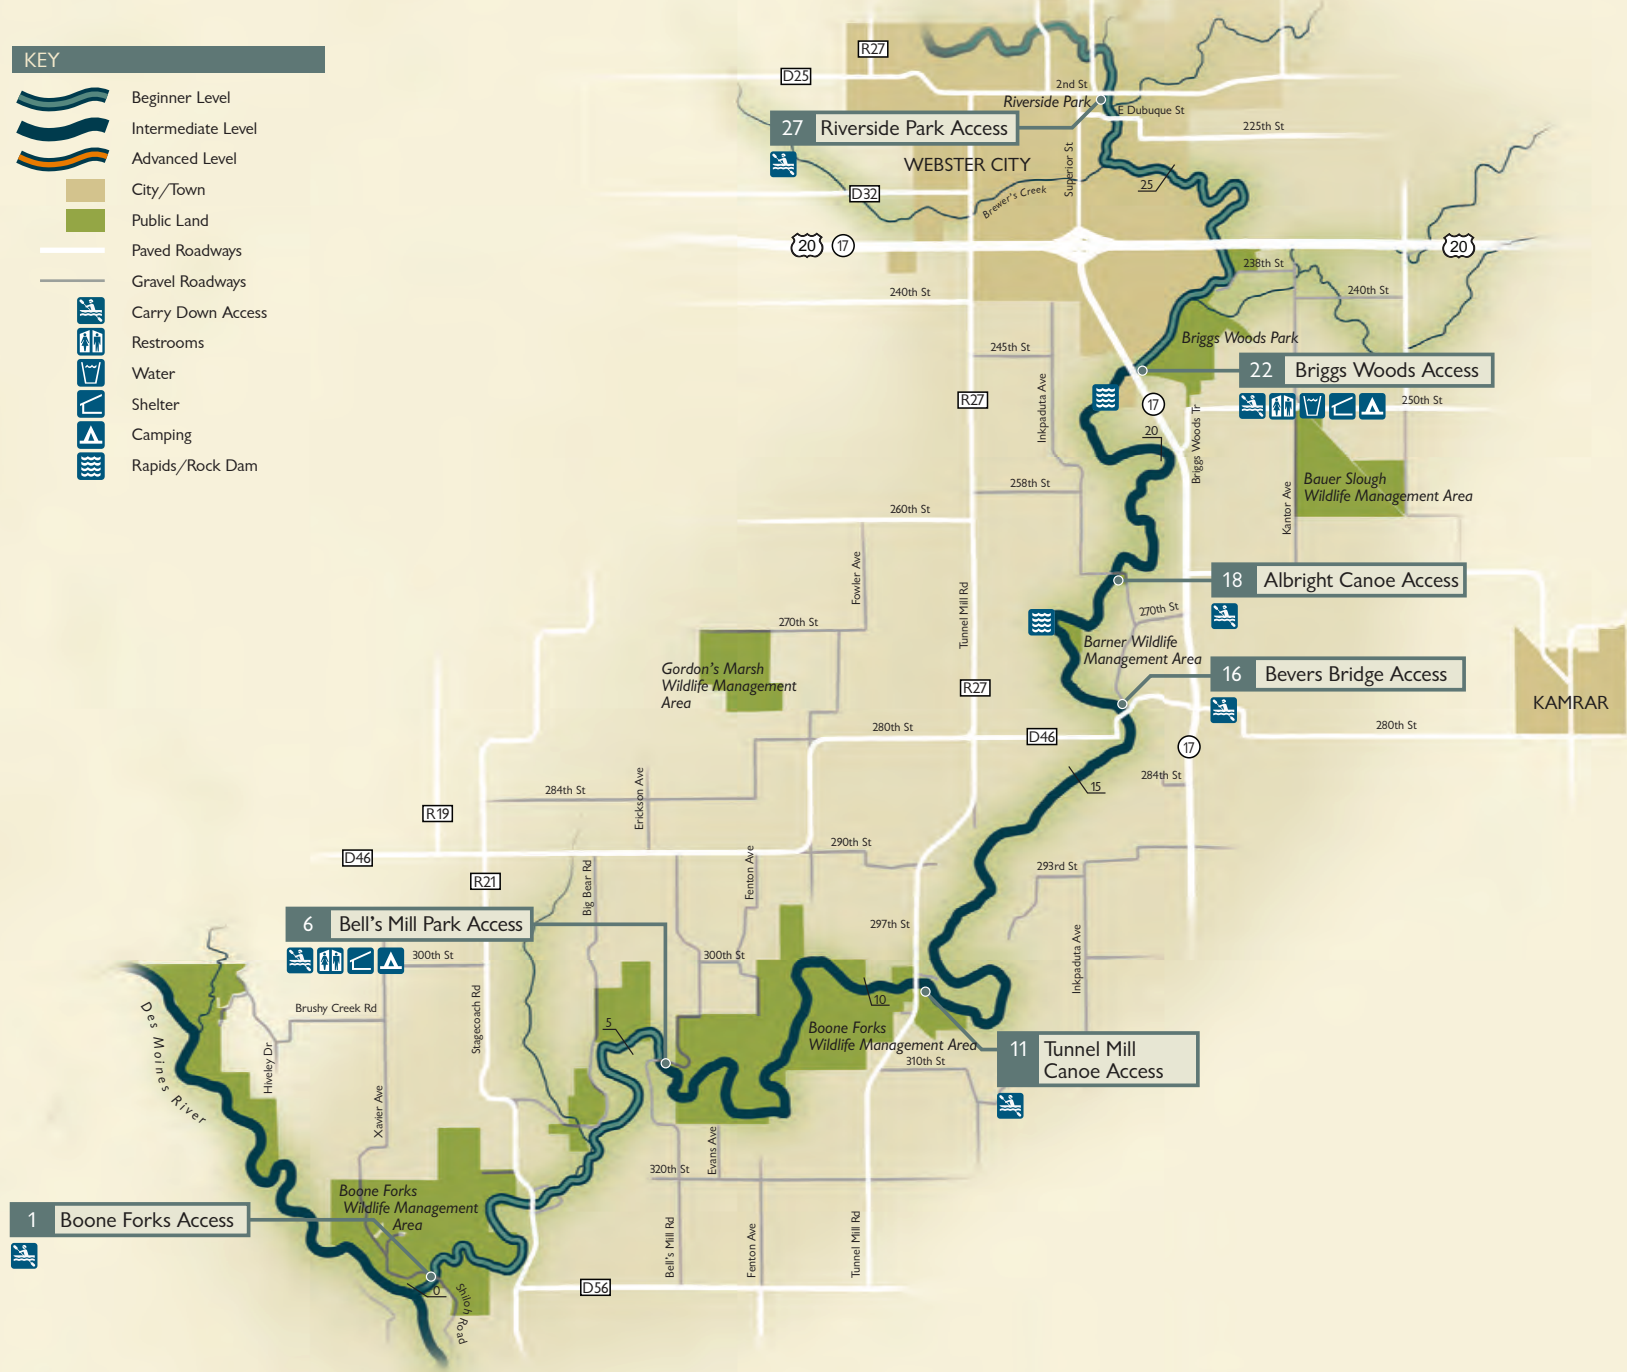 KEY
Beginner Level
Intermediate Level
Advanced Level
City/Town
Public Land
Paved Roadways
Gravel Roadways
Carry Down Access
Restrooms
Water
Shelter
Camping
Rapids/Rock Dam
R27
D25
2nd St
Riverside Park
E Dubuque St
27 Riverside Park Access
225th St
WEBSTER CITY
Superior St
25
D32
Brewer's Creek
20
17
20
238th St
240th St
240th St
Briggs Woods Park
245th St
22 Briggs Woods Access
R27
Inkpaduta Ave
17
250th St
20
Briggs Woods Tr
258th St
Kantor Ave
Bauer Slough
Wildlife Management Area
260th St
Fowler Ave
18 Albright Canoe Access
Tunnel Mill Rd
270th St
270th St
Barner Wildlife
Management Area
Gordon's Marsh
Wildlife Management
Area
16 Bevers Bridge Access
R27
KAMRAR
280th St
D46
280th St
17
284th St
15
284th St
Erickson Ave
R19
290th St
D46
293rd St
R21
Big Bear Rd
Fenton Ave
6 Bell's Mill Park Access
297th St
300th St
300th St
Inkpaduta Ave
Des Moines River
Brushy Creek Rd
Stagecoach Rd
10
5
Boone Forks
Wildlife Management Area
Hiveley Dr
310th St
11 Tunnel Mill
Canoe Access
Xavier Ave
Evans Ave
320th St
Boone Forks
Wildlife Management
Area
1 Boone Forks Access
Bell's Mill Rd
Fenton Ave
Tunnel Mill Rd
0
Shiloh Road
D56